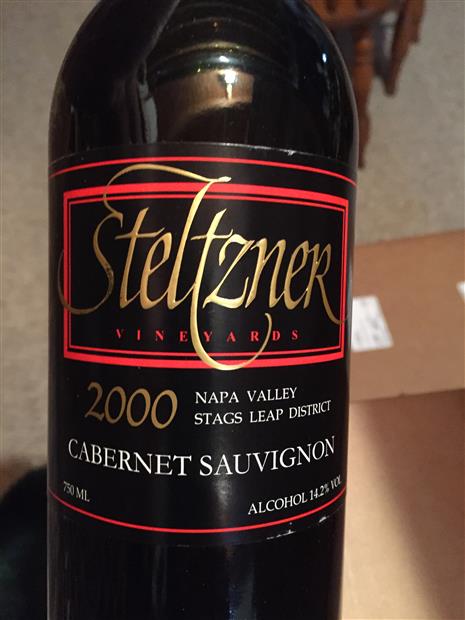 Steltzner
VINEYARDS
2000 NAPA VALLEY
STAGS LEAP DISTRICT
CABERNET SAUVIGNON
750 ML
ALCOHOL 14.2% VOL